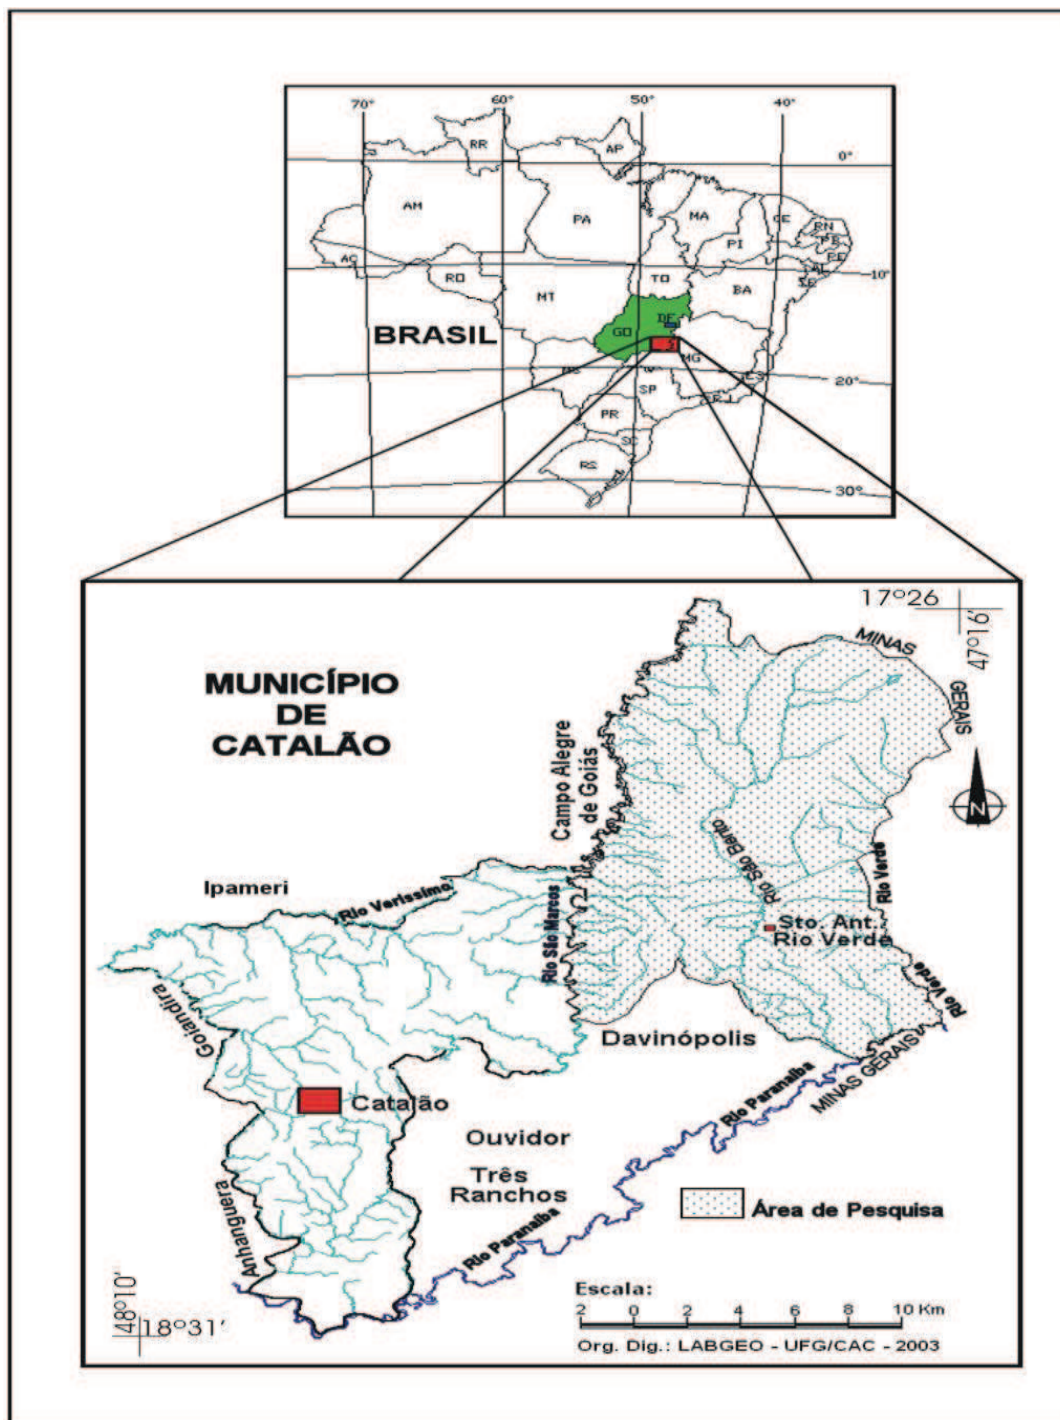 70°
60°
50°
40°
RR
AP
0°
AM
PA
MA
CE
RN
PB
PI
PE
AC
AL
SE
10°
RO
TO
BA
MT
DF
GO
BRASIL
MG
MS
ES
20°
SP
RJ
PR
SC
RS
30°
17°26
47°16'
MINAS
GERAIS
MUNICÍPIO
DE
CATALÃO
Campo Alegre
de Goiás
N
Rio São Bento
Rio Verde
Ipameri
Rio Veríssimo
Rio São Marcos
Sto. Ant.
Rio Verde
Rio Verde
Goiandira
Davinópolis
MINAS GERAIS
Rio Paranaíba
Catalão
Ouvidor
Três
Ranchos
Área de Pesquisa
Anhanguera
Rio Paranaíba
48°10'
18°31'
Escala:
2 0 2 4 6 8 10 Km
Org. Dig.: LABGEO - UFG/CAC - 2003